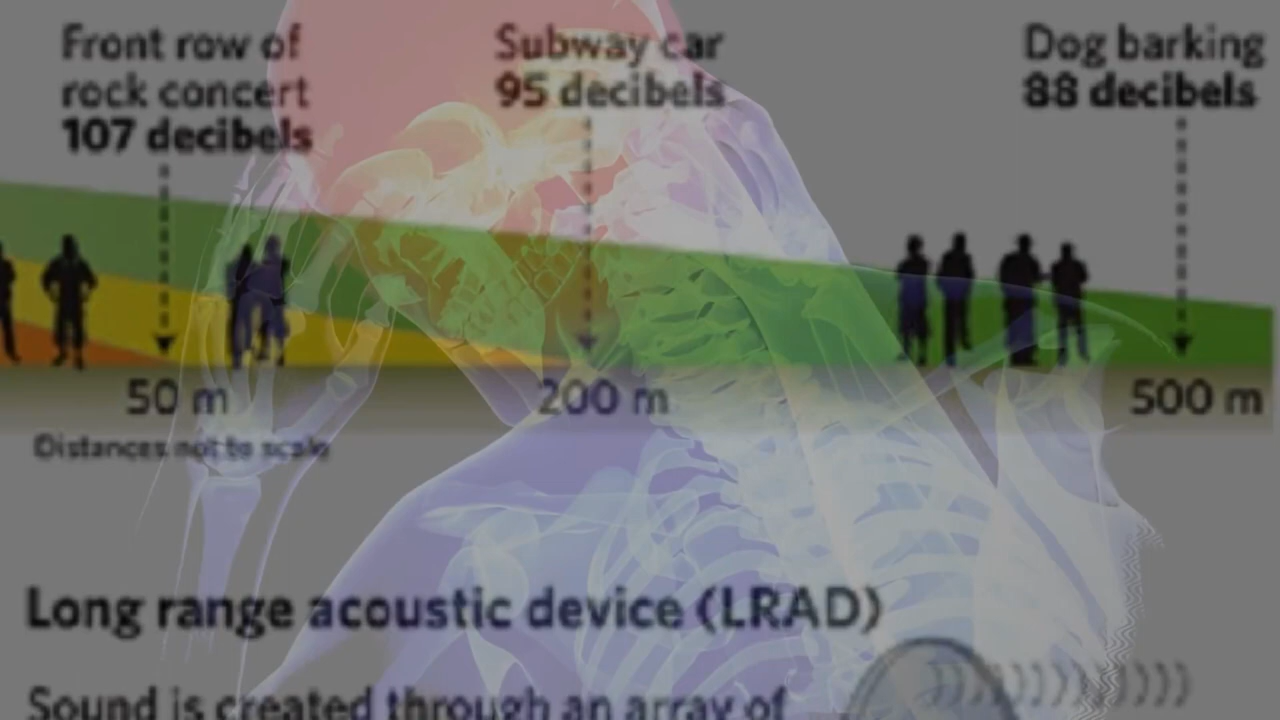 Front row of
rock concert
107 decibels
Subway car
95 decibels
Dog barking
88 decibels
50 m
200 m
500 m
Distances not to scale
Long range acoustic device (LRAD)
Sound is created through an array of